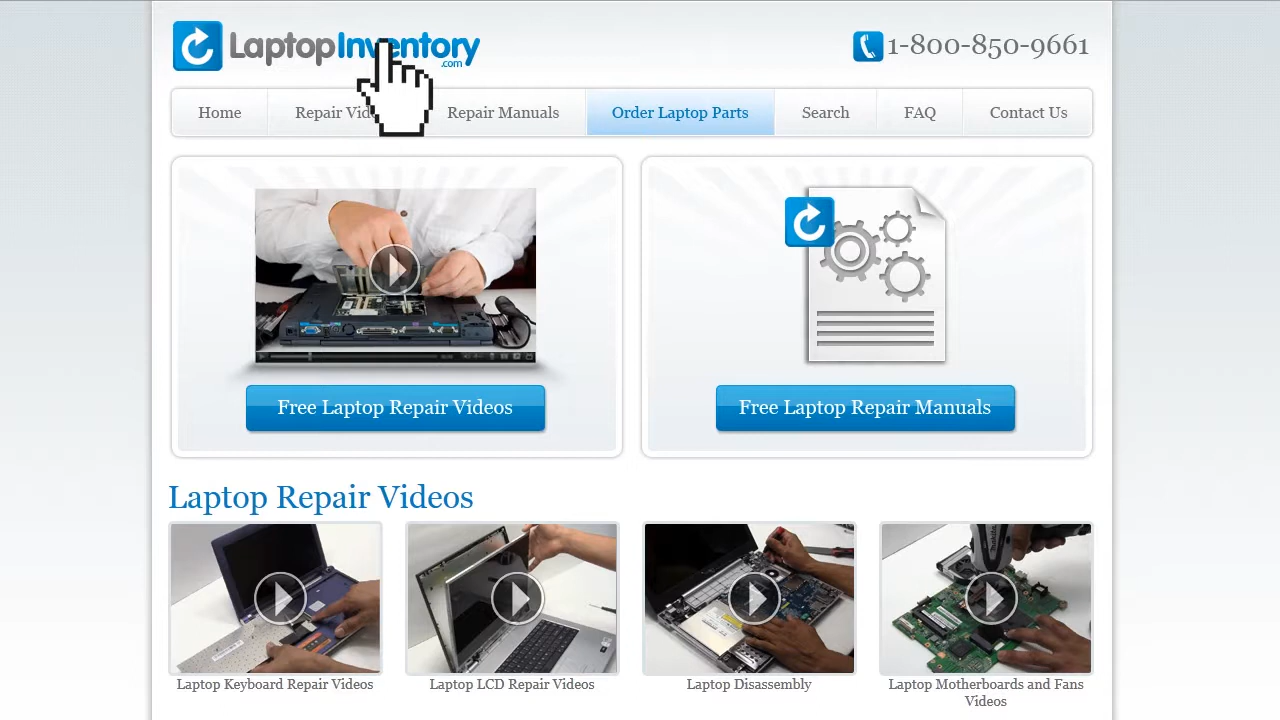 LaptopInventory
.com
1-800-850-9661
Home
Repair
Repair Manuals
Order Laptop Parts
Search
FAQ
Contact Us
Free Laptop Repair Videos
Free Laptop Repair Manuals
Laptop Repair Videos
Laptop Keyboard Repair Videos
Laptop LCD Repair Videos
Laptop Disassembly
Laptop Motherboards and Fans
Videos